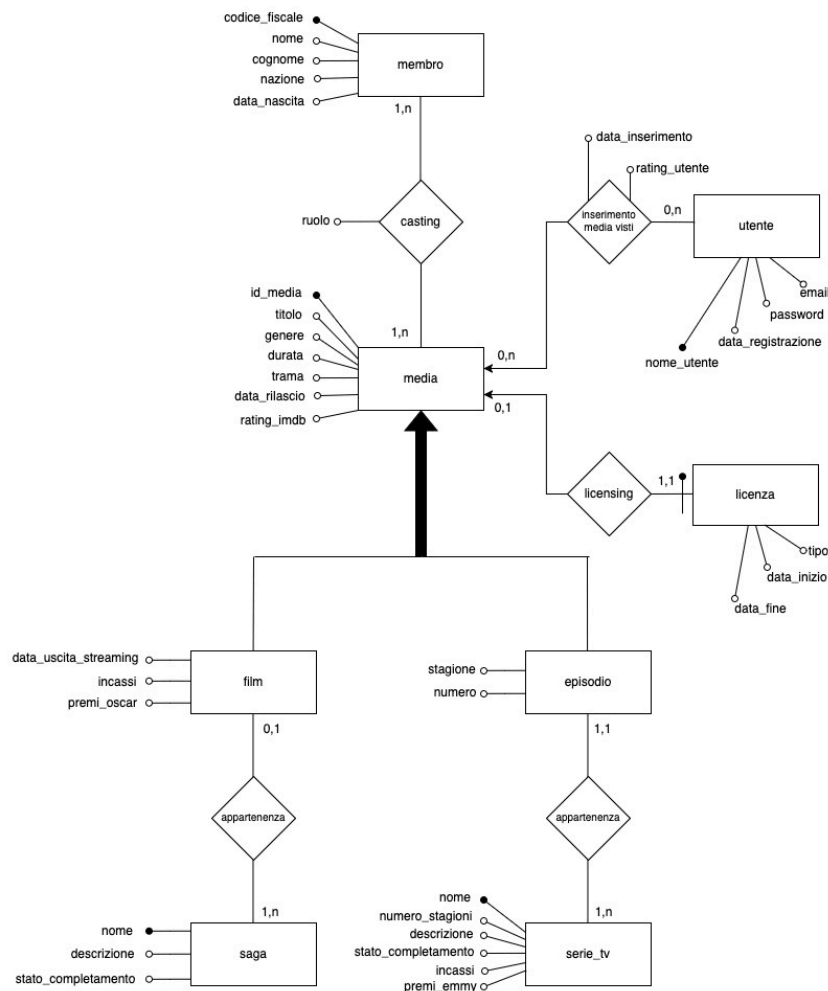 codice_fiscale
nome
cognome
nazione
data_nascita
membro
1,n
data_inserimento
rating_utente
ruolo
casting
inserimento
media visti
0,n
utente
email
password
data_registrazione
nome_utente
id_media
titolo
genere
durata
trama
data_rilascio
rating_imdb
1,n
media
0,n
0,1
licensing
1,1
licenza
tipo
data_inizio
data_fine
data_uscita_streaming
incassi
premi_oscar
film
0,1
stagione
numero
episodio
1,1
appartenenza
appartenenza
1,n
nome
descrizione
stato_completamento
saga
1,n
nome
numero_stagioni
descrizione
stato_completamento
incassi
premi_emmy
serie_tv